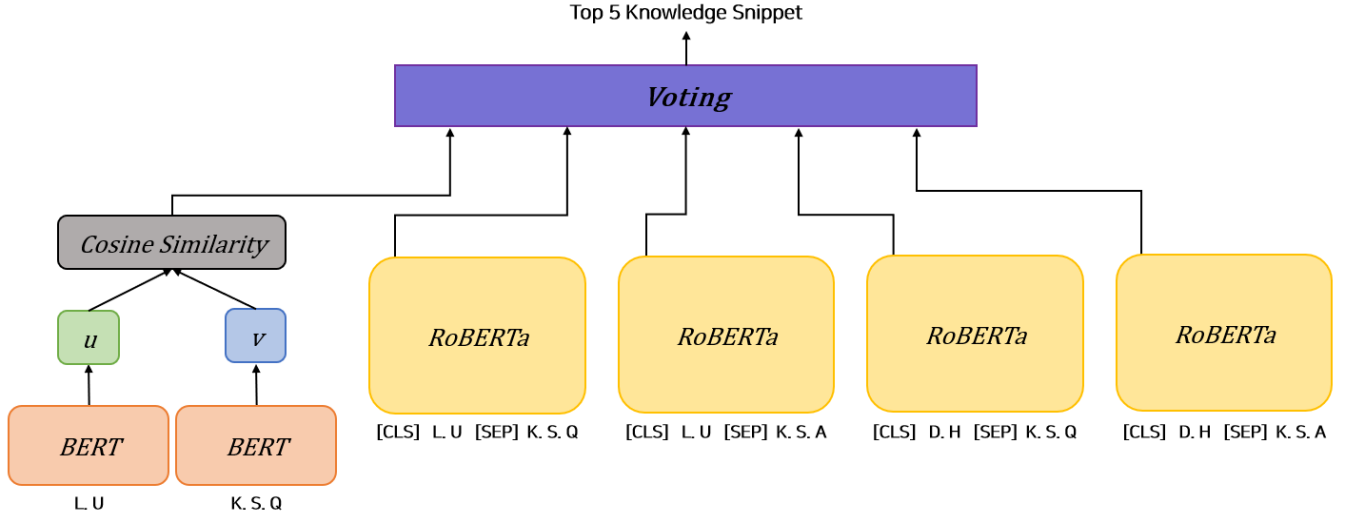 Top 5 Knowledge Snippet
Voting
Cosine Similarity
u
v
BERT
BERT
L. U
K. S. Q
RoBERTa
[CLS] L. U [SEP] K. S. Q
RoBERTa
[CLS] L. U [SEP] K. S. A
RoBERTa
[CLS] D. H [SEP] K. S. Q
RoBERTa
[CLS] D. H [SEP] K. S. A